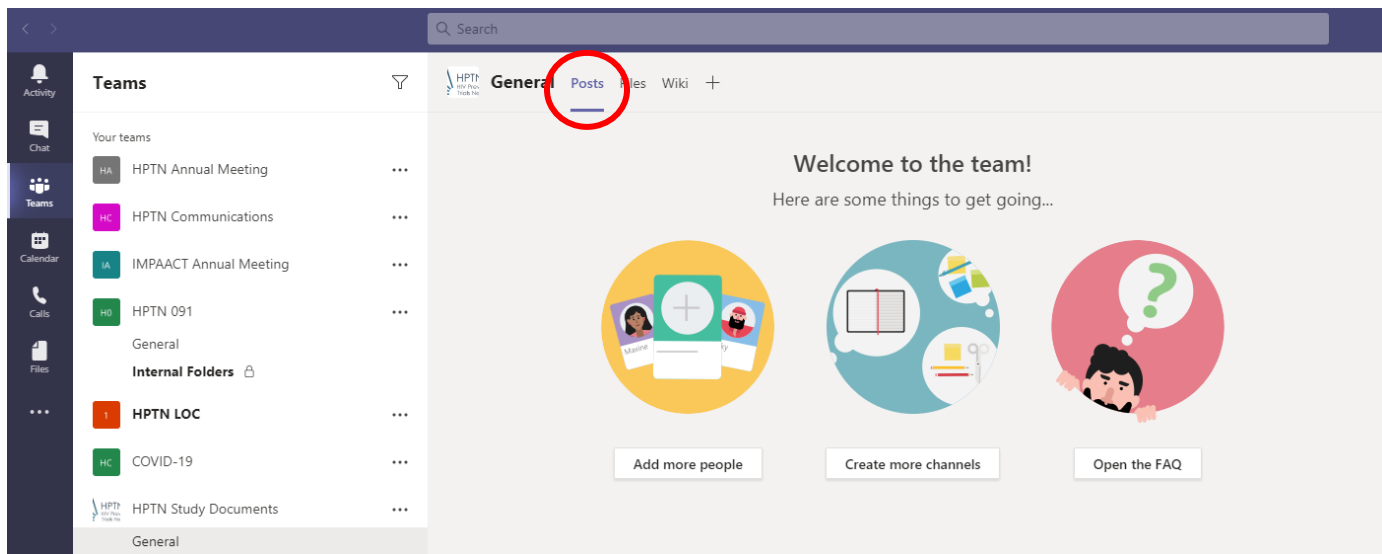 Search
Activity
Chat
Teams
Calendar
Calls
Files
Teams
Your teams
HA HPTN Annual Meeting
HC HPTN Communications
IA IMPAACT Annual Meeting
H0 HPTN 091
General
Internal Folders
1 HPTN LOC
HC COVID-19
HPTN Study Documents
General
General Posts Files Wiki
Welcome to the team!
Here are some things to get going...
Maxine
Add more people
Create more channels
Open the FAQ